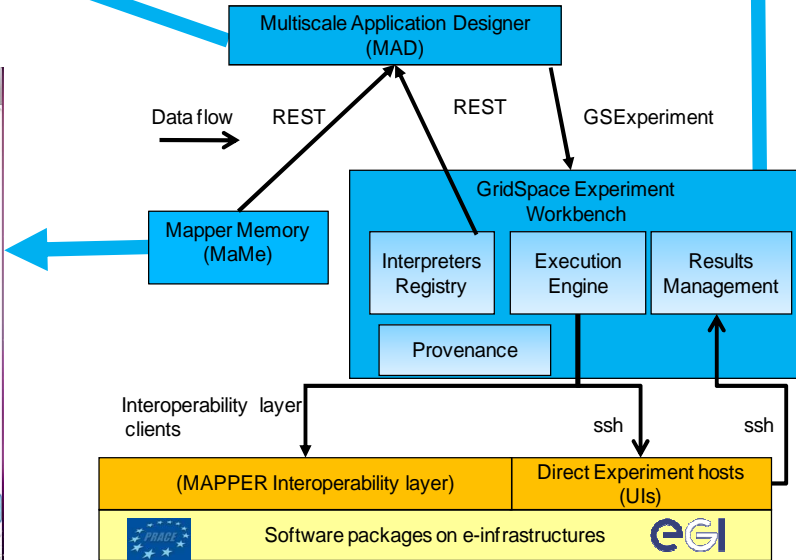 Multiscale Application Designer
(MAD)
Data flow
REST
REST
GSExperiment
GridSpace Experiment
Workbench
Mapper Memory
(MaMe)
Interpreters
Registry
Execution
Engine
Results
Management
Provenance
Interoperability layer
clients
ssh
ssh
(MAPPER Interoperability layer)
Direct Experiment hosts
(UIs)
PRACE
Software packages on e-infrastructures
eGI